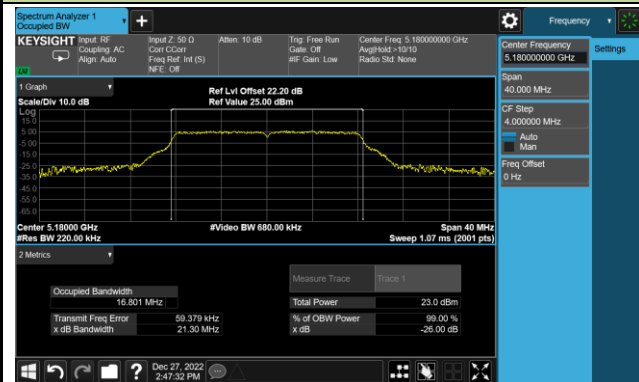 Spectrum Analyzer 1
Occupied BW
Frequency
KEYSIGHT
Input: RF
Coupling: AC
Align: Auto
Input Z: 50 Ω
Corr CCorr
Freq Ref: Int (S)
NFE: Off
Atten: 10 dB
Trig: Free Run
Gate: Off
#IF Gain: Low
Center Freq: 5.180000000 GHz
Avg|Hold:>10/10
Radio Std: None
LXI
Center Frequency
5.180000000 GHz
Settings
Span
40.000 MHz
CF Step
4.000000 MHz
Auto
Man
Freq Offset
0 Hz
1 Graph
Scale/Div 10.0 dB
Ref Lvl Offset 22.20 dB
Ref Value 25.00 dBm
Log
15.0
5.00
-5.00
-15.0
-25.0
-35.0
-45.0
-55.0
-65.0
Center 5.18000 GHz
#Video BW 680.00 kHz
Span 40 MHz
#Res BW 220.00 kHz
Sweep 1.07 ms (2001 pts)
2 Metrics
Measure Trace
Trace 1
Occupied Bandwidth
16.801 MHz
Total Power
23.0 dBm
Transmit Freq Error
59.379 kHz
% of OBW Power
99.00 %
x dB Bandwidth
21.30 MHz
x dB
-26.00 dB
?
Dec 27, 2022
2:47:32 PM